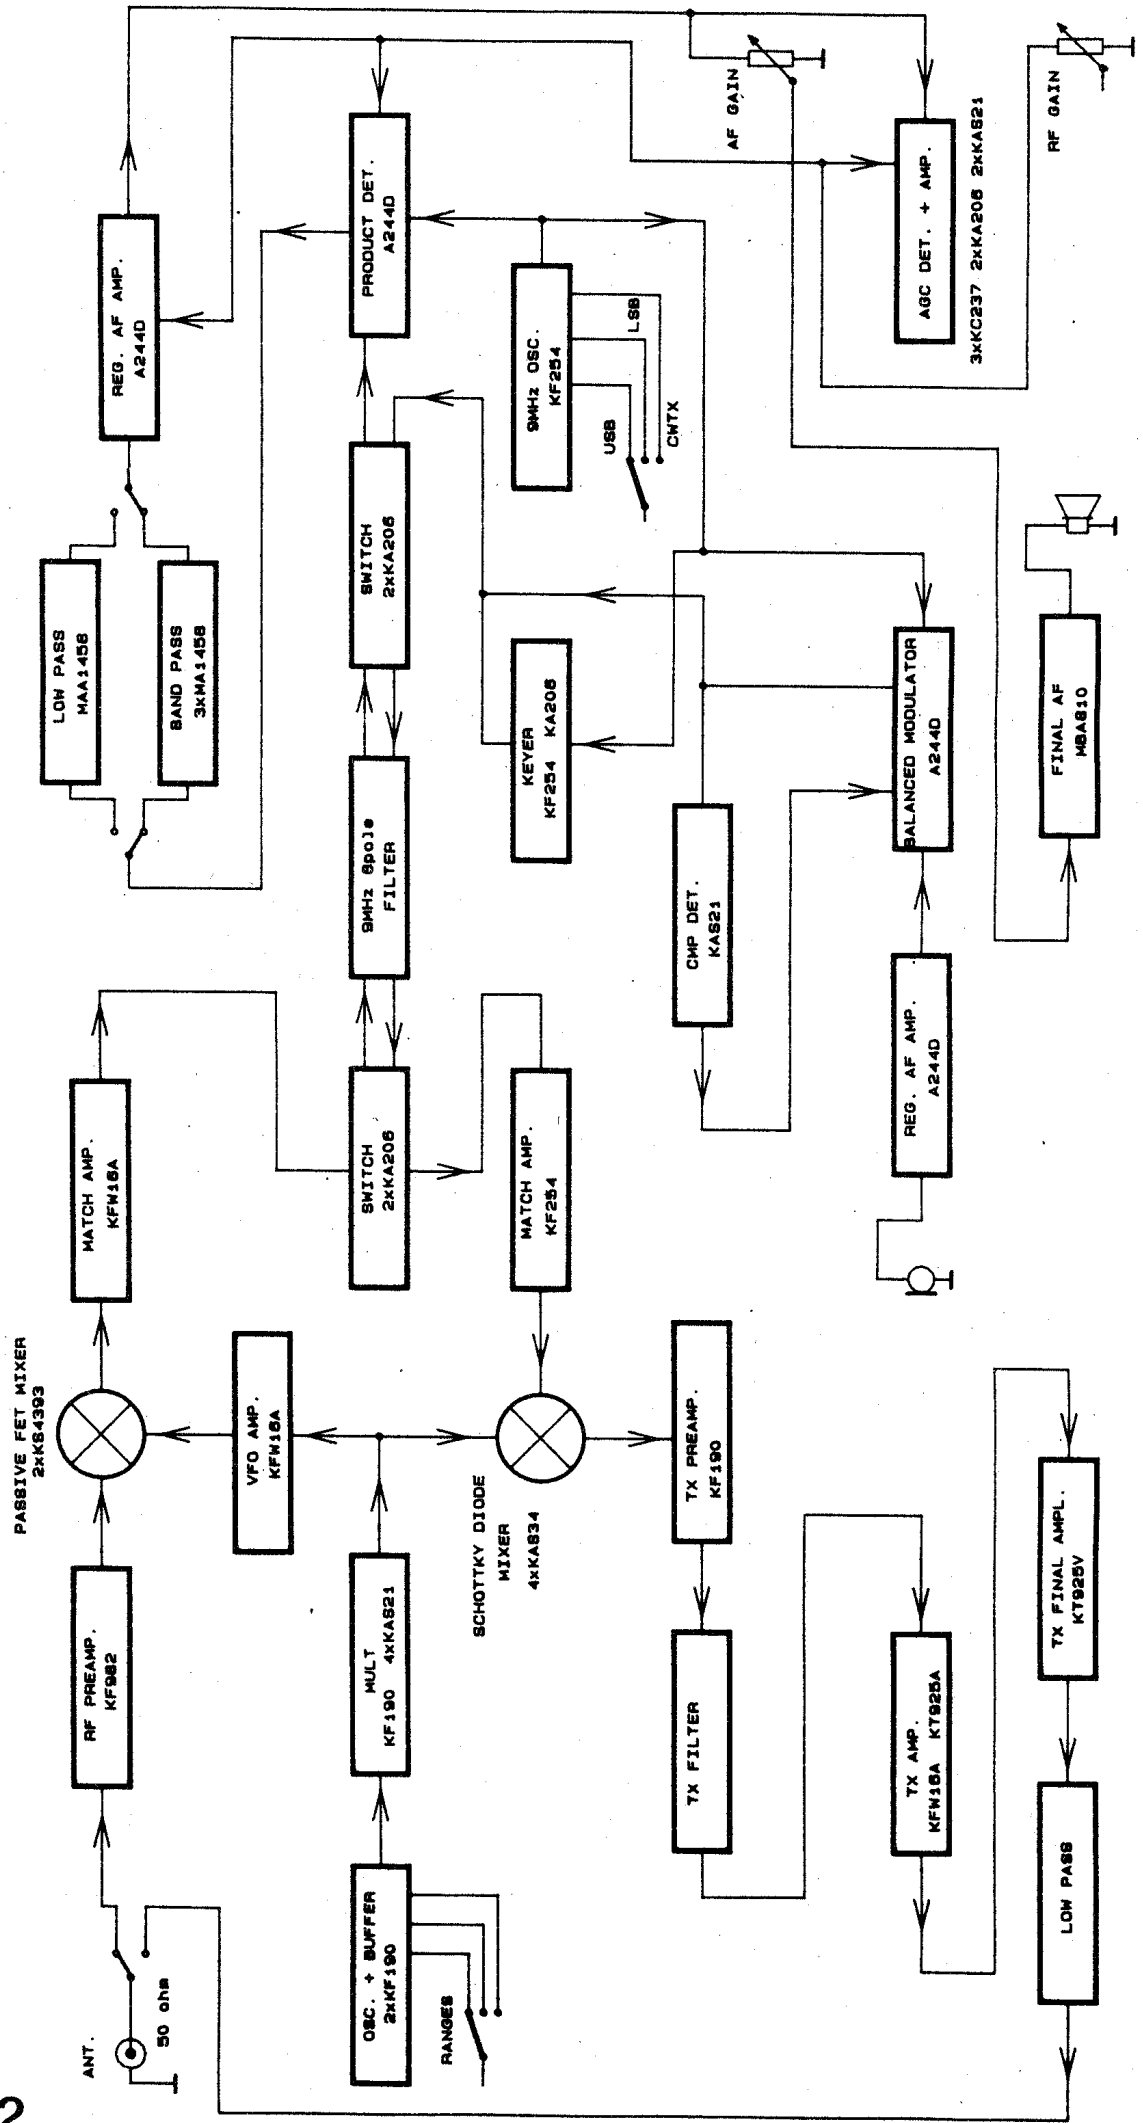 2
ANT.
50 ohm
RF PREAMP.
KF982
PASSIVE FET MIXER
2xKS4393
MATCH AMP.
KFW16A
LOW PASS
MAA1458
BAND PASS
3xMA1458
REG. AF AMP.
A244D
VFO AMP.
KFW16A
OSC. + BUFFER
2xKF190
RANGES
MULT
KF190 4xKAS21
SWITCH
2xKA206
9MHz 8pole
FILTER
SWITCH
2xKA206
PRODUCT DET.
A244D
SCHOTTKY DIODE
MIXER
4xKAS34
MATCH AMP.
KF254
KEYER
KF254 KA206
9MHz OSC.
KF254
USB
LSB
CWTX
TX FILTER
TX PREAMP.
KF190
CMP DET.
KAS21
AF GAIN
TX AMP.
KFW16A KT925A
REG. AF AMP.
A244D
BALANCED MODULATOR
A244D
AGC DET. + AMP.
3xKC237 2xKA206 2xKAS21
LOW PASS
TX FINAL AMPL.
KT925V
FINAL AF
MBA810
RF GAIN